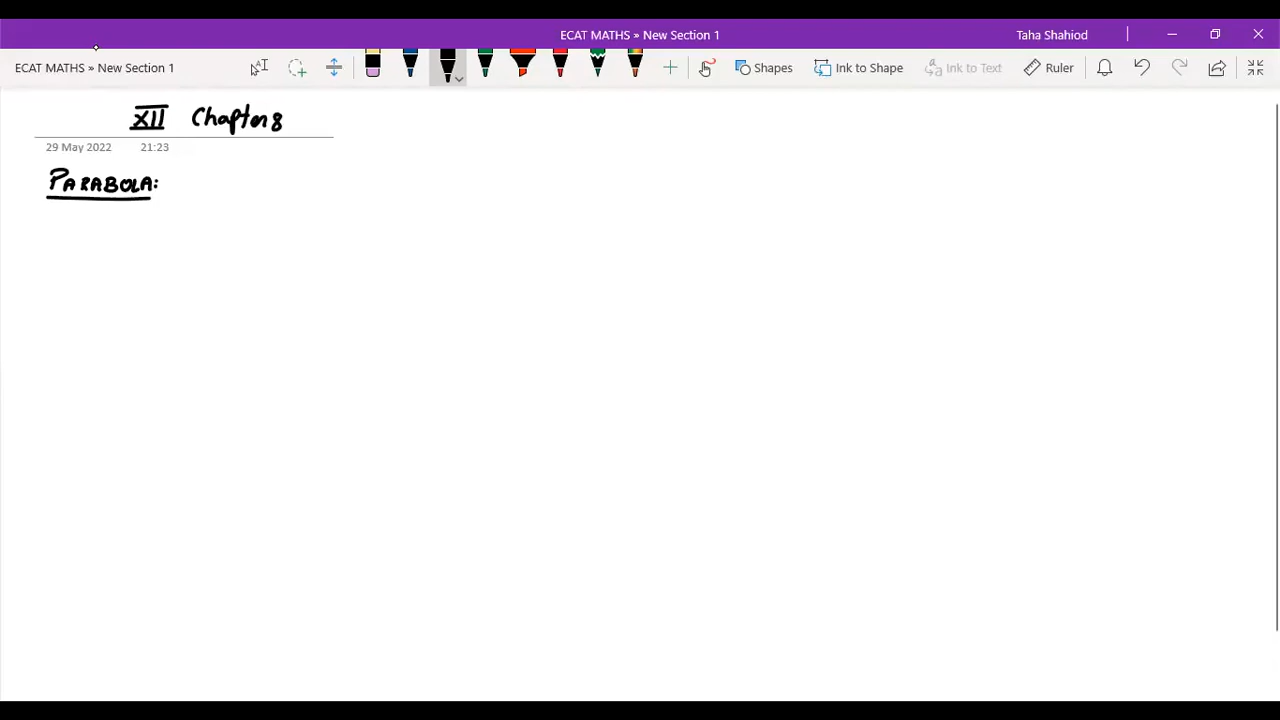 ECAT MATHS » New Section 1
Taha Shahiod
ECAT MATHS » New Section 1
Shapes
Ink to Shape
Ink to Text
Ruler
XII Chapter 8
29 May 2022 21:23
PARABOLA: